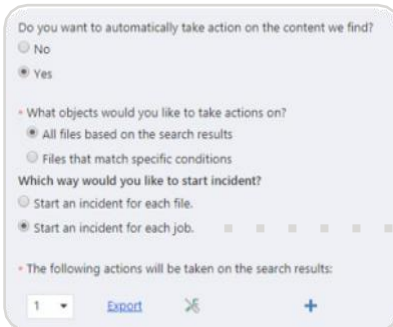 Do you want to automatically take action on the content we find?
No
Yes
* What objects would you like to take actions on?
All files based on the search results
Files that match specific conditions
Which way would you like to start incident?
Start an incident for each file.
Start an incident for each job.
* The following actions will be taken on the search results:
1 Export